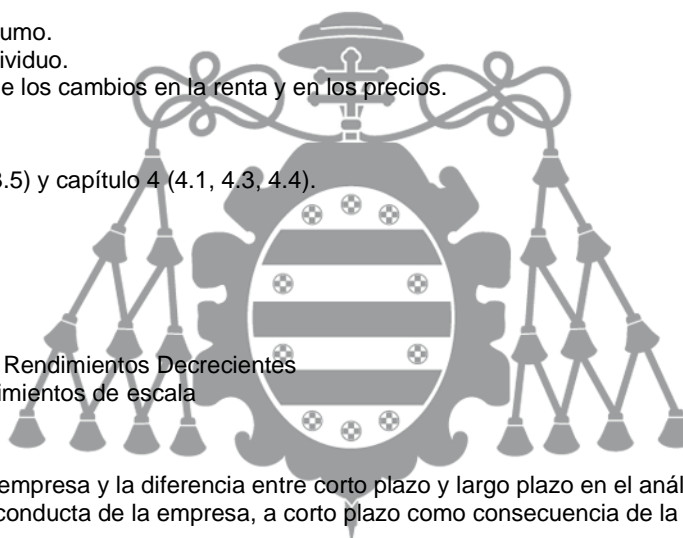 umo.
ividuo.
e los cambios en la renta y en los precios.
3.5) y capítulo 4 (4.1, 4.3, 4.4).
Rendimientos Decrecientes
imientos de escala
empresa y la diferencia entre corto plazo y largo plazo en el anál
conducta de la empresa, a corto plazo como consecuencia de la